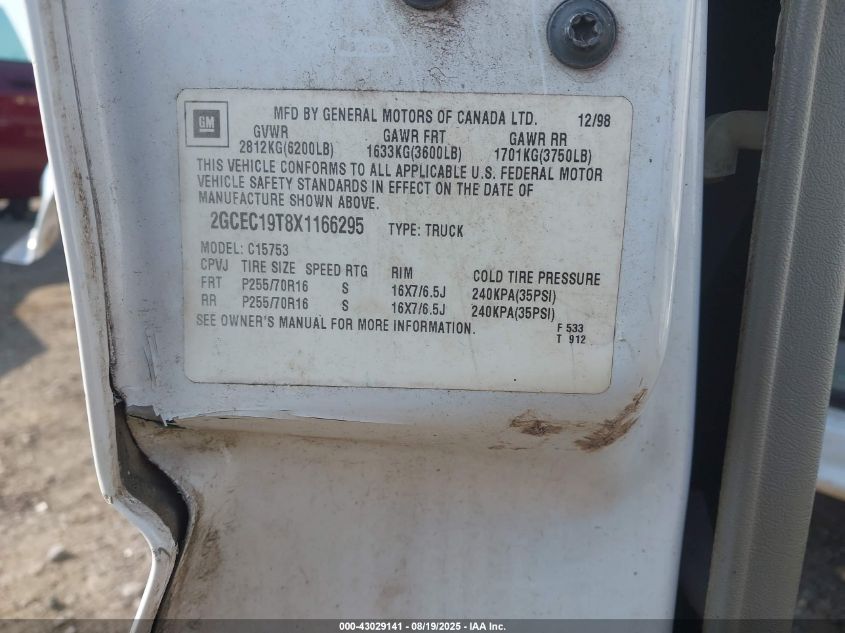 GM
MFD BY GENERAL MOTORS OF CANADA LTD. 12/98
GVWR GAWR FRT GAWR RR
2812KG(6200LB) 1633KG(3600LB) 1701KG(3750LB)
THIS VEHICLE CONFORMS TO ALL APPLICABLE U.S. FEDERAL MOTOR
VEHICLE SAFETY STANDARDS IN EFFECT ON THE DATE OF
MANUFACTURE SHOWN ABOVE.
2GCEC19T8X1166295 TYPE: TRUCK
MODEL: C15753
CPVJ TIRE SIZE SPEED RTG RIM COLD TIRE PRESSURE
FRT P255/70R16 S 16X7/6.5J 240KPA(35PSI)
RR P255/70R16 S 16X7/6.5J 240KPA(35PSI)
SEE OWNER'S MANUAL FOR MORE INFORMATION. F 533
T 912
000-43029141 - 08/19/2025 - IAA Inc.